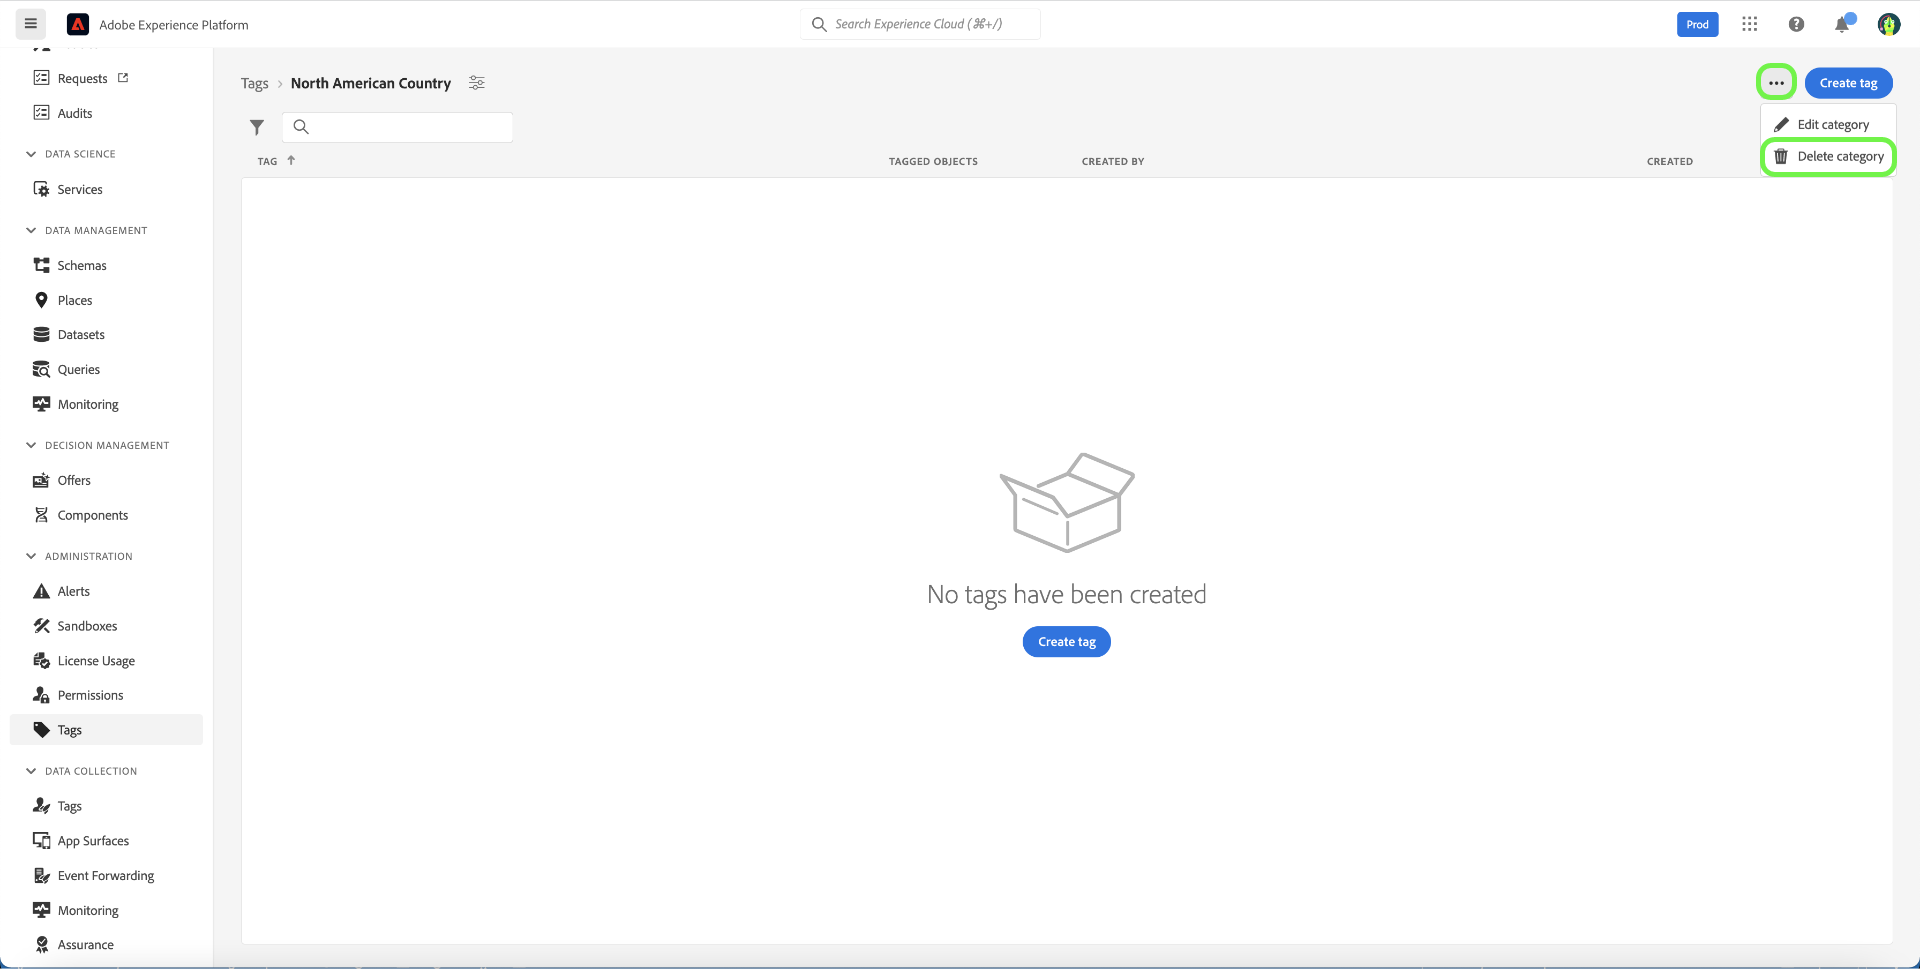 Adobe Experience Platform
Search Experience Cloud (⌘+/)
Prod
Requests
Audits
DATA SCIENCE
Services
DATA MANAGEMENT
Schemas
Places
Datasets
Queries
Monitoring
DECISION MANAGEMENT
Offers
Components
ADMINISTRATION
Alerts
Sandboxes
License Usage
Permissions
Tags
DATA COLLECTION
Tags
App Surfaces
Event Forwarding
Monitoring
Assurance
Tags › North American Country
Create tag
Edit category
Delete category
TAG TAGGED OBJECTS CREATED BY CREATED
No tags have been created
Create tag